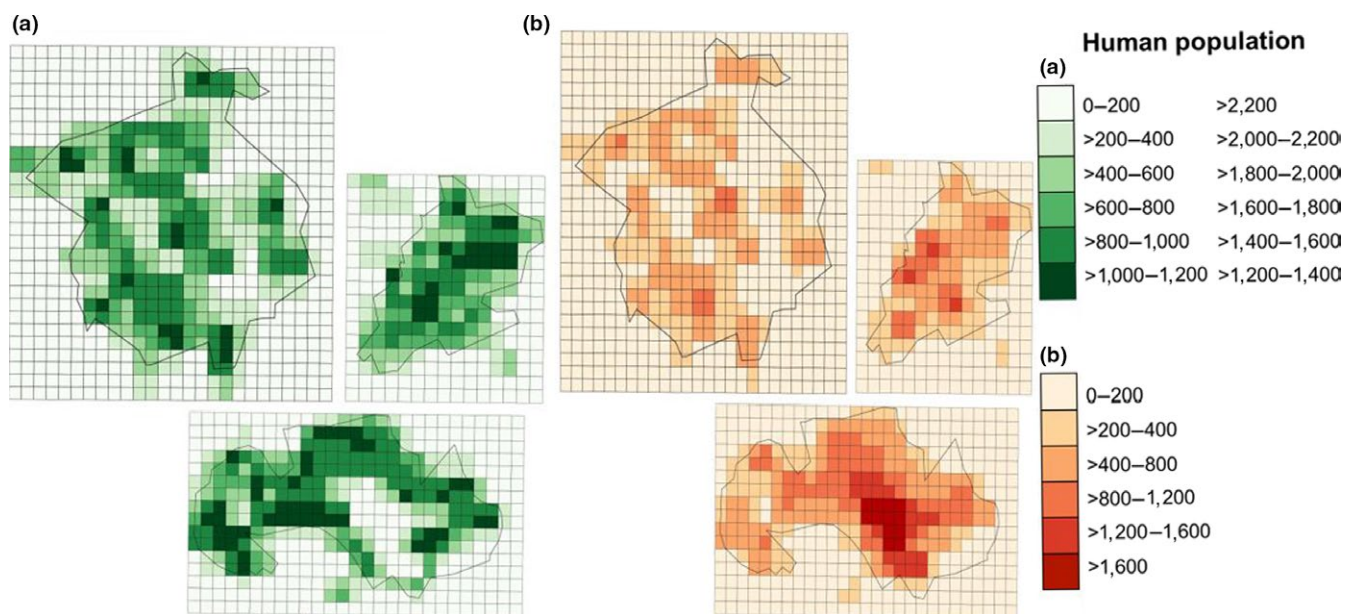 (a)
(b)
Human population
(a)
0–200 >2,200
>200–400 >2,000–2,200
>400–600 >1,800–2,000
>600–800 >1,600–1,800
>800–1,000 >1,400–1,600
>1,000–1,200 >1,200–1,400
(b)
0–200
>200–400
>400–800
>800–1,200
>1,200–1,600
>1,600